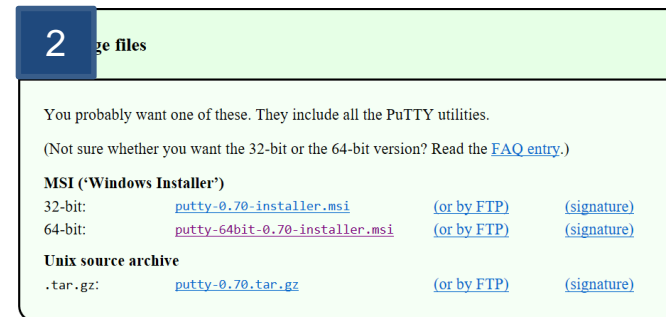 2
ge files
You probably want one of these. They include all the PuTTY utilities.
(Not sure whether you want the 32-bit or the 64-bit version? Read the FAQ entry.)
MSI (‘Windows Installer’)
32-bit: putty-0.70-installer.msi (or by FTP) (signature)
64-bit: putty-64bit-0.70-installer.msi (or by FTP) (signature)
Unix source archive
.tar.gz: putty-0.70.tar.gz (or by FTP) (signature)